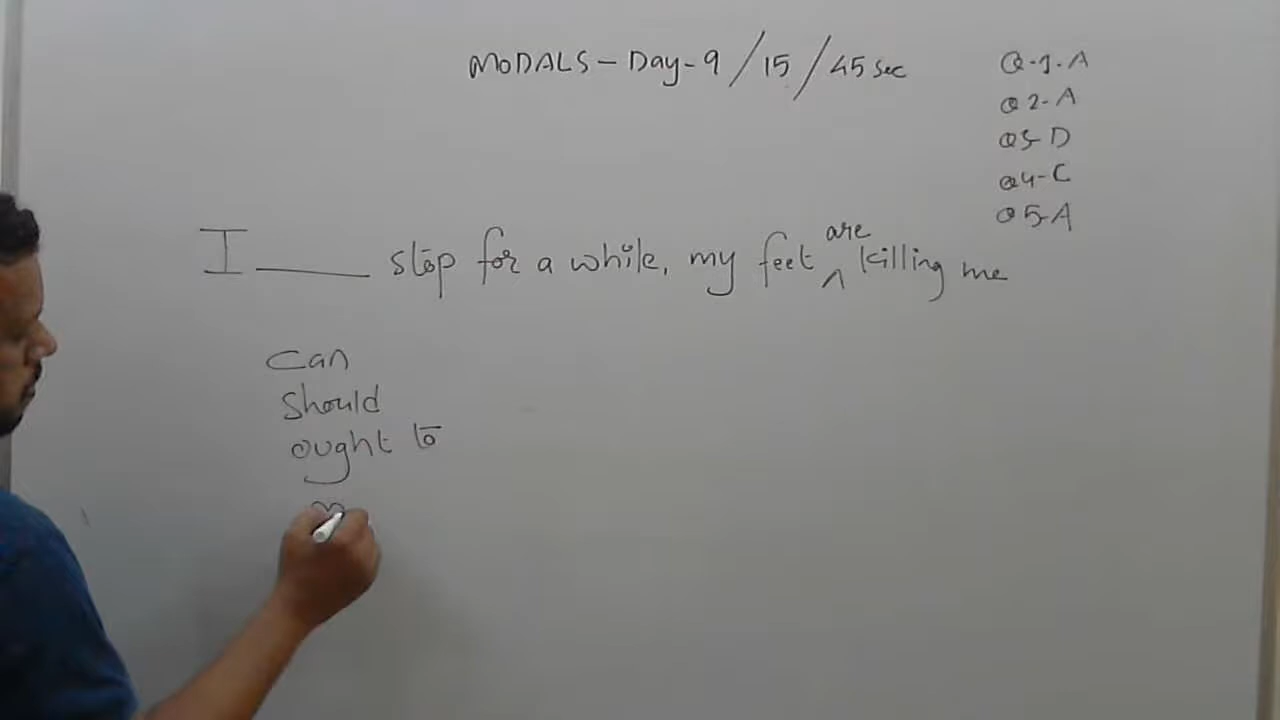 MODALS - Day - 9 / 15 / 45 sec
Q-1-A
Q2-A
Q3-D
Q4-C
Q5-A
I ____ stop for a while, my feet are killing me
can
should
ought to
m